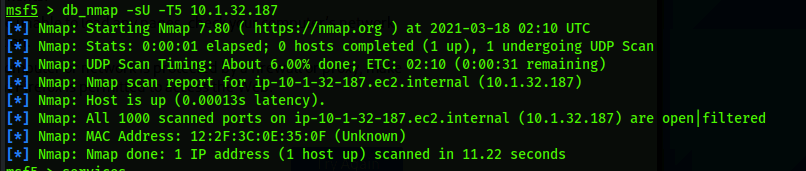 msf5 > db_nmap -sU -T5 10.1.32.187
[*] Nmap: Starting Nmap 7.80 ( https://nmap.org ) at 2021-03-18 02:10 UTC
[*] Nmap: Stats: 0:00:01 elapsed; 0 hosts completed (1 up), 1 undergoing UDP Scan
[*] Nmap: UDP Scan Timing: About 6.00% done; ETC: 02:10 (0:00:31 remaining)
[*] Nmap: Nmap scan report for ip-10-1-32-187.ec2.internal (10.1.32.187)
[*] Nmap: Host is up (0.00013s latency).
[*] Nmap: All 1000 scanned ports on ip-10-1-32-187.ec2.internal (10.1.32.187) are open|filtered
[*] Nmap: MAC Address: 12:2F:3C:0E:35:0F (Unknown)
[*] Nmap: Nmap done: 1 IP address (1 host up) scanned in 11.22 seconds
msf5 > services